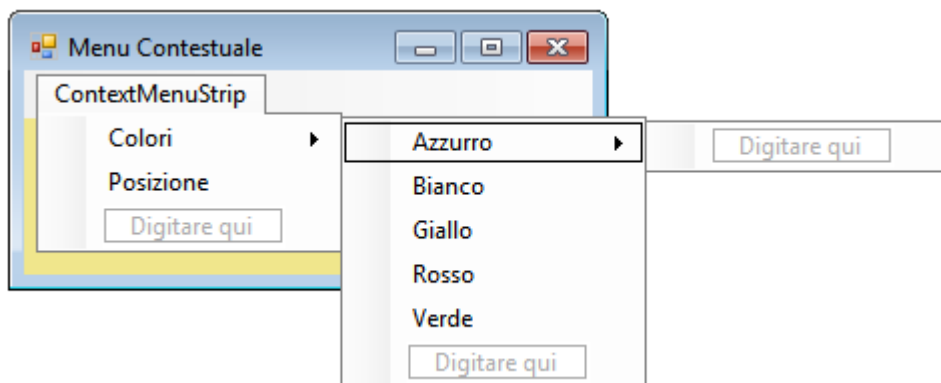 Menu Contestuale
ContextMenuStrip
Colori
Azzurro
Digitare qui
Posizione
Bianco
Digitare qui
Giallo
Rosso
Verde
Digitare qui